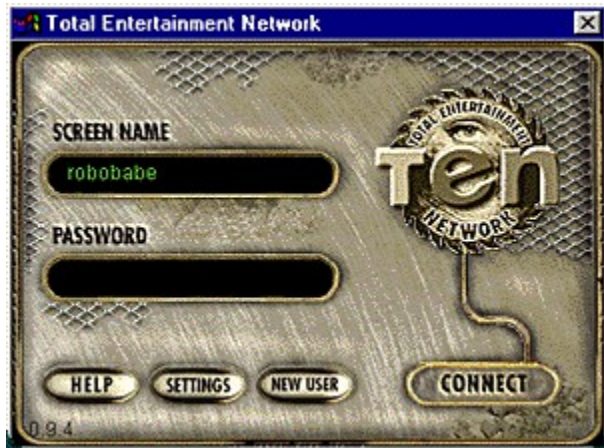 Total Entertainment Network
SCREEN NAME
robobabe
TOTAL ENTERTAINMENT
Ten
NETWORK
PASSWORD
HELP
SETTINGS
NEW USER
CONNECT
0.9.4